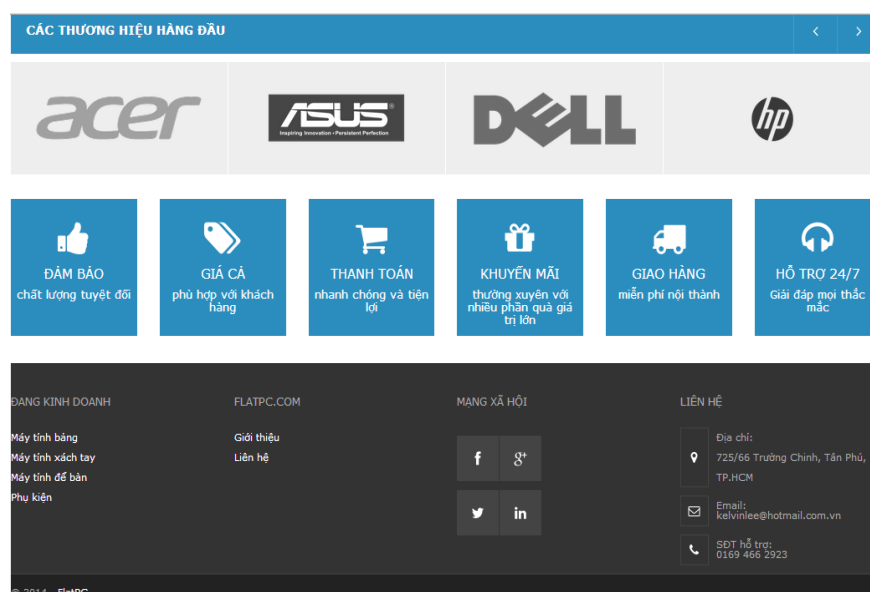 CÁC THƯƠNG HIỆU HÀNG ĐẦU
acer
ASUS
Inspiring Innovation • Persistent Perfection
DELL
hp
ĐẢM BẢO
chất lượng tuyệt đối
GIÁ CẢ
phù hợp với khách
hàng
THANH TOÁN
nhanh chóng và tiện
lợi
KHUYẾN MÃI
thường xuyên với
nhiều phần quà giá
trị lớn
GIAO HÀNG
miễn phí nội thành
HỖ TRỢ 24/7
Giải đáp mọi thắc
mắc
ĐANG KINH DOANH
Máy tính bảng
Máy tính xách tay
Máy tính để bàn
Phụ kiện
FLATPC.COM
Giới thiệu
Liên hệ
MẠNG XÃ HỘI
f
g+
in
LIÊN HỆ
Địa chỉ:
725/66 Trường Chinh, Tân Phú,
TP.HCM
Email:
kelvinlee@hotmail.com.vn
SĐT hỗ trợ:
0169 466 2923
© 2014 - FlatPC